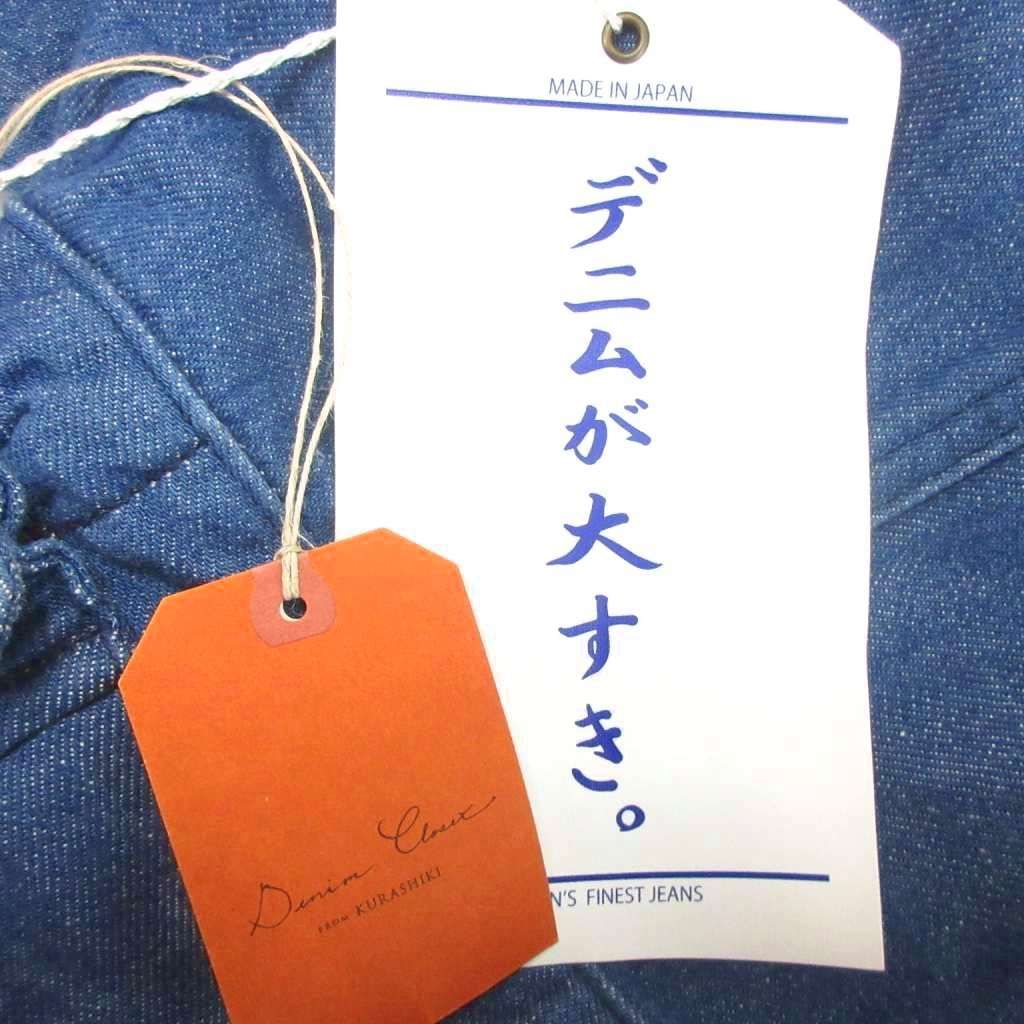 MADE IN JAPAN
デニムが大すき。
N'S FINEST JEANS
Denim Closet
FROM KURASHIKI